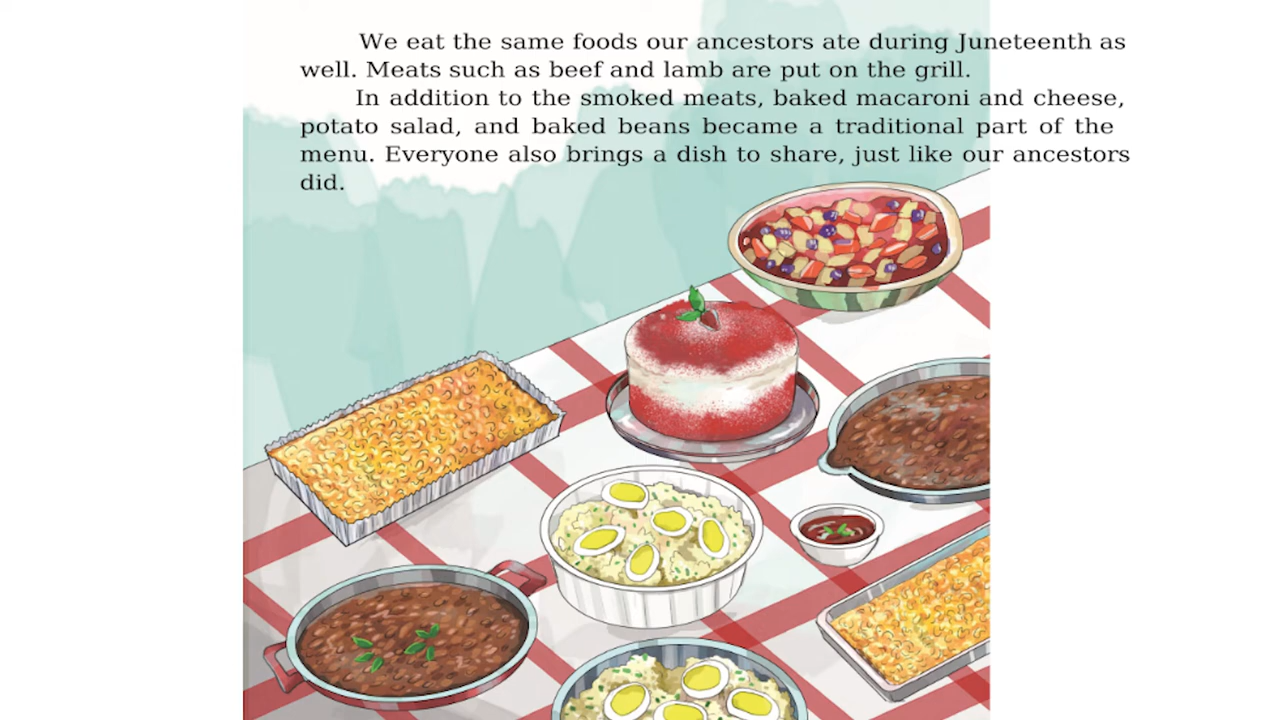 We eat the same foods our ancestors ate during Juneteenth as
well. Meats such as beef and lamb are put on the grill.
In addition to the smoked meats, baked macaroni and cheese,
potato salad, and baked beans became a traditional part of the
menu. Everyone also brings a dish to share, just like our ancestors
did.